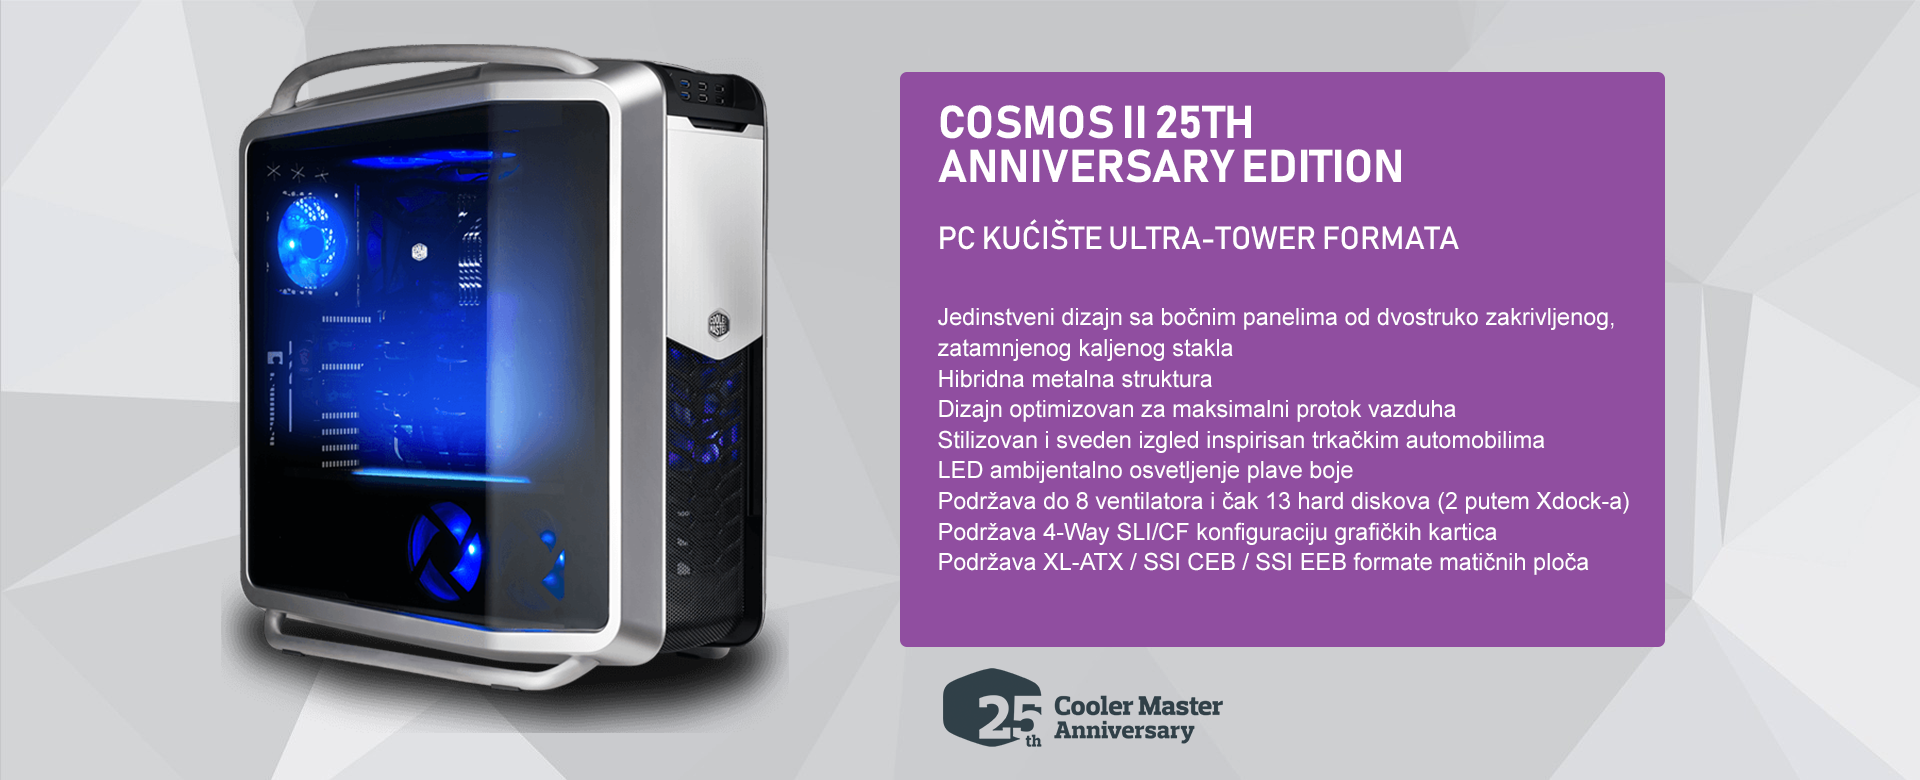 COSMOS II 25TH
ANNIVERSARY EDITION
PC KUĆIŠTE ULTRA-TOWER FORMATA
Jedinstveni dizajn sa bočnim panelima od dvostruko zakrivljenog,
zatamnjenog kaljenog stakla
Hibridna metalna struktura
Dizajn optimizovan za maksimalni protok vazduha
Stilizovan i sveden izgled inspirisan trkačkim automobilima
LED ambijentalno osvetljenje plave boje
Podržava do 8 ventilatora i čak 13 hard diskova (2 putem Xdock-a)
Podržava 4-Way SLI/CF konfiguraciju grafičkih kartica
Podržava XL-ATX / SSI CEB / SSI EEB formate matičnih ploča
COOLER
MASTER
25th
Cooler Master
Anniversary